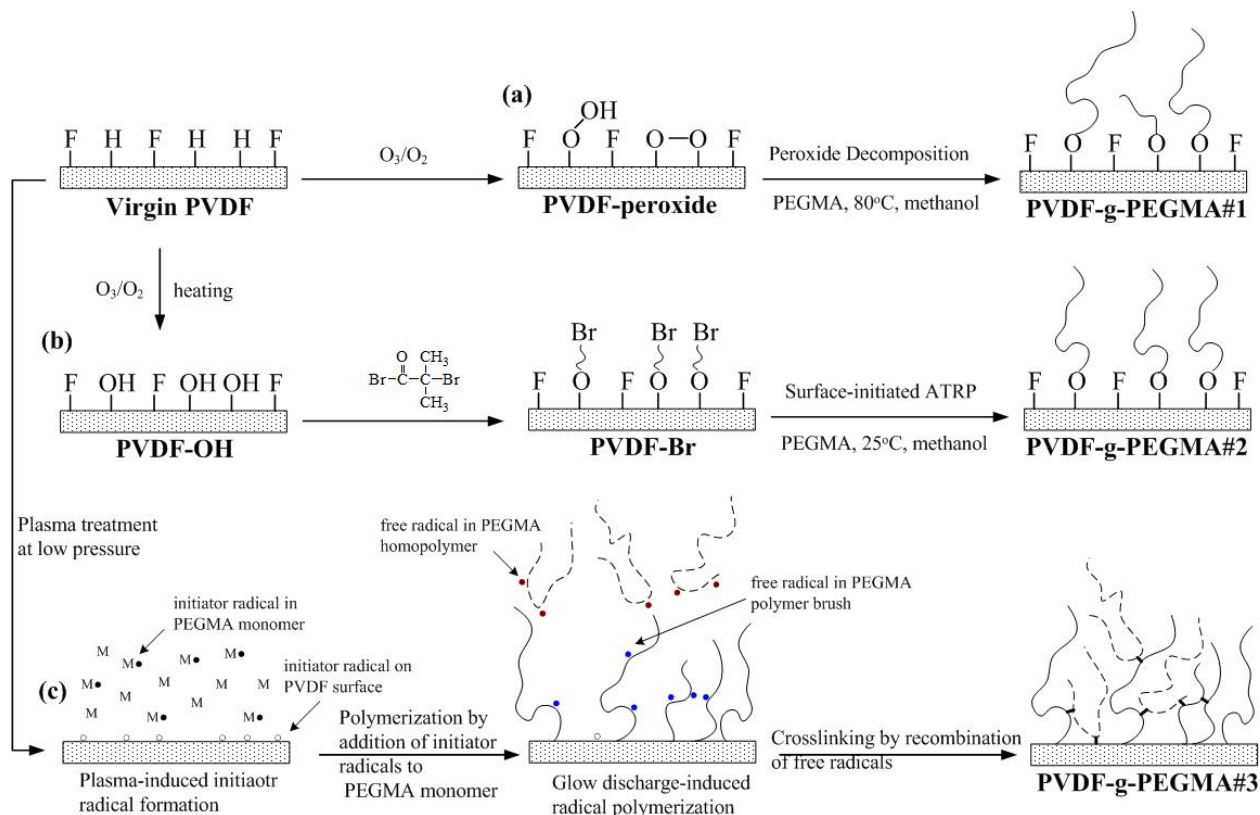 (a)
F H F H H F
Virgin PVDF
O₃/O₂
OH
F O F O O F
PVDF-peroxide
Peroxide Decomposition
PEGMA, 80°C, methanol
F O F O O F
PVDF-g-PEGMA#1
O₃/O₂ heating
(b)
F OH F OH OH F
PVDF-OH
O CH₃
Br-C-C-Br
CH₃
Br Br Br
F O F O O F
PVDF-Br
Surface-initiated ATRP
PEGMA, 25°C, methanol
F O F O O F
PVDF-g-PEGMA#2
Plasma treatment
at low pressure
(c)
initiator radical in
PEGMA monomer
M M M M
M M M
M M M
initiator radical on
PVDF surface
Plasma-induced initiaotr
radical formation
Polymerization by
addition of initiator
radicals to
PEGMA monomer
free radical in PEGMA
homopolymer
free radical in PEGMA
polymer brush
Glow discharge-induced
radical polymerization
Crosslinking by recombination
of free radicals
PVDF-g-PEGMA#3